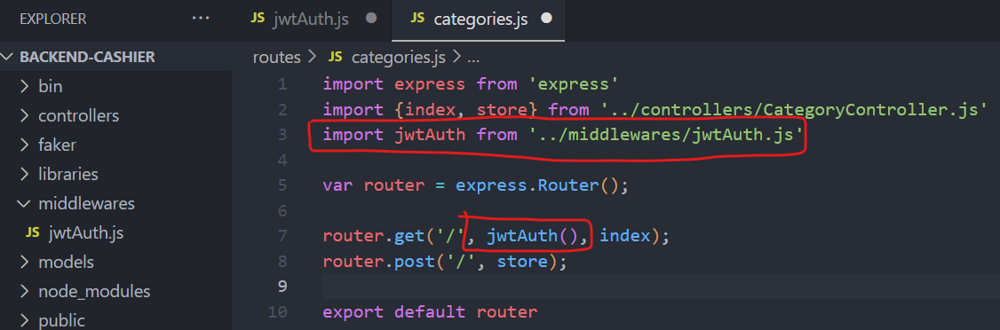 EXPLORER ...
JS jwtAuth.js
JS categories.js
BACKEND-CASHIER
bin
controllers
faker
libraries
middlewares
JS jwtAuth.js
models
node_modules
public
routes > JS categories.js > ...
1 import express from 'express'
2 import {index, store} from '../controllers/CategoryController.js'
3 import jwtAuth from '../middlewares/jwtAuth.js'
4
5 var router = express.Router();
6
7 router.get('/', jwtAuth(), index);
8 router.post('/', store);
9
10 export default router